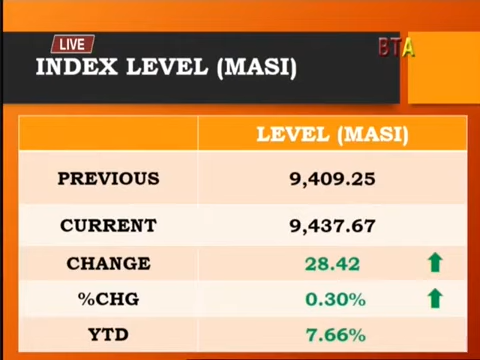 LIVE
BTA
INDEX LEVEL (MASI)
LEVEL (MASI)
PREVIOUS 9,409.25
CURRENT 9,437.67
CHANGE 28.42
%CHG 0.30%
YTD 7.66%